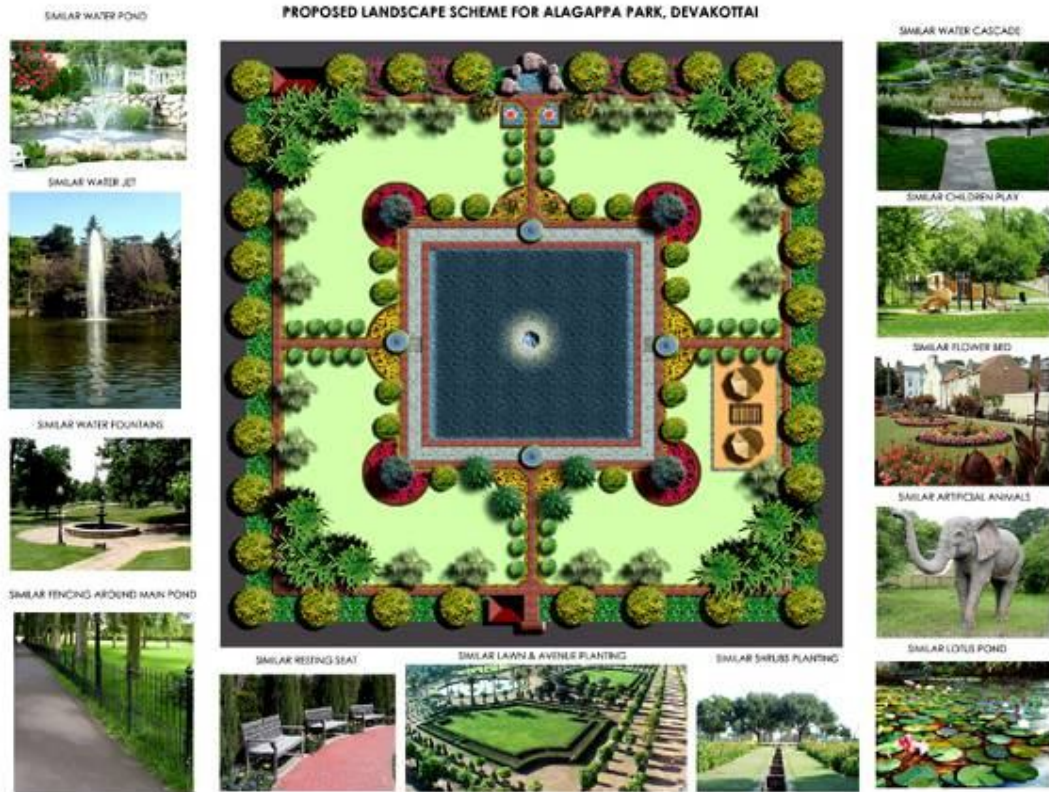 PROPOSED LANDSCAPE SCHEME FOR ALAGAPPA PARK, DEVAKOTTAI
SIMILAR WATER POND
SIMILAR WATER JET
SIMILAR WATER FOUNTAINS
SIMILAR FENCING AROUND MAIN POND
SIMILAR RESTING SEAT
SIMILAR LAWN & AVENUE PLANTING
SIMILAR SHRUBS PLANTING
SIMILAR WATER CASCADE
SIMILAR CHILDREN PLAY
SIMILAR FLOWER BED
SIMILAR ARTIFICIAL ANIMALS
SIMILAR LOTUS POND